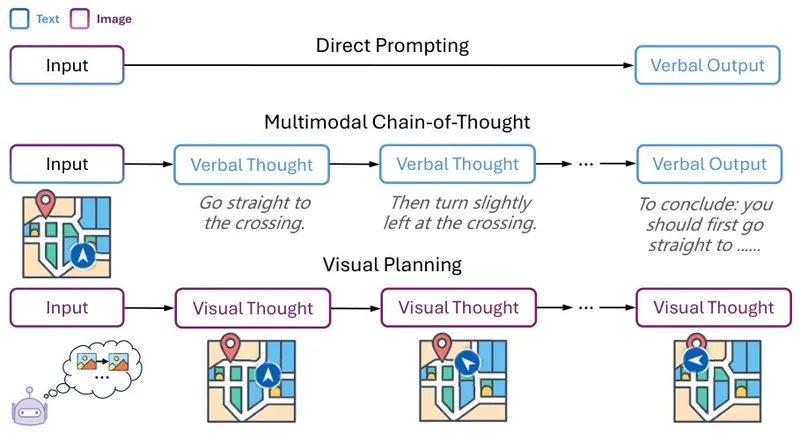 Text Image
Direct Prompting
Input Verbal Output
Multimodal Chain-of-Thought
Input Verbal Thought Verbal Thought ... Verbal Output
Go straight to
the crossing.
Then turn slightly
left at the crossing.
To conclude: you
should first go
straight to ......
Visual Planning
Input Visual Thought Visual Thought ... Visual Thought
...